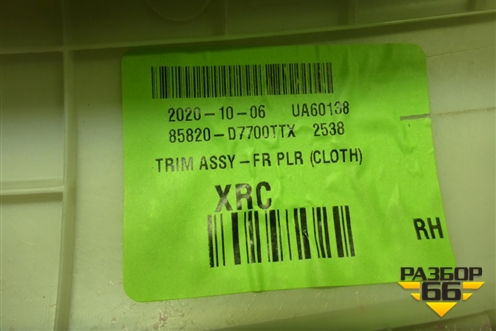 2020-10-06 UA60138
85820-D7700TTX 2538
TRIM ASSY-FR PLR (CLOTH)
XRC
RH
РАЗБОР
66